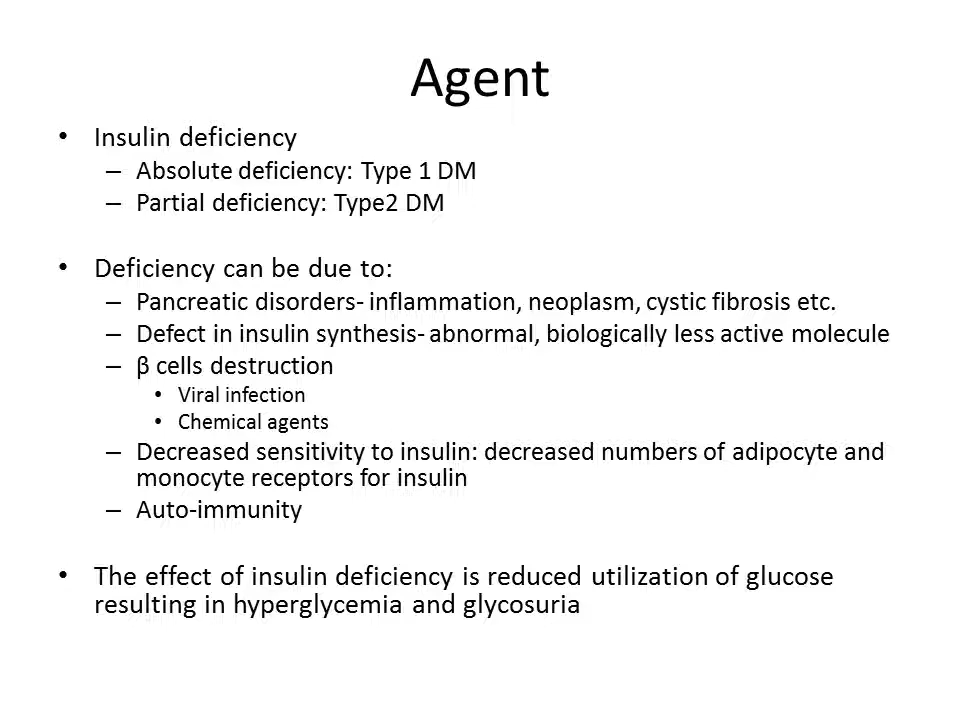 Agent
• Insulin deficiency
– Absolute deficiency: Type 1 DM
– Partial deficiency: Type2 DM
• Deficiency can be due to:
– Pancreatic disorders- inflammation, neoplasm, cystic fibrosis etc.
– Defect in insulin synthesis- abnormal, biologically less active molecule
– β cells destruction
• Viral infection
• Chemical agents
– Decreased sensitivity to insulin: decreased numbers of adipocyte and
monocyte receptors for insulin
– Auto-immunity
• The effect of insulin deficiency is reduced utilization of glucose
resulting in hyperglycemia and glycosuria